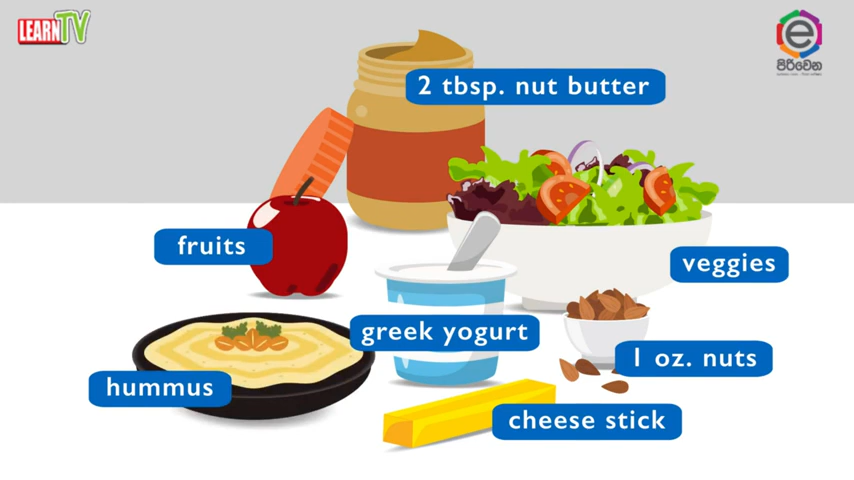 LEARN TV
e
පිරිවෙන
2 tbsp. nut butter
fruits
veggies
greek yogurt
1 oz. nuts
hummus
cheese stick